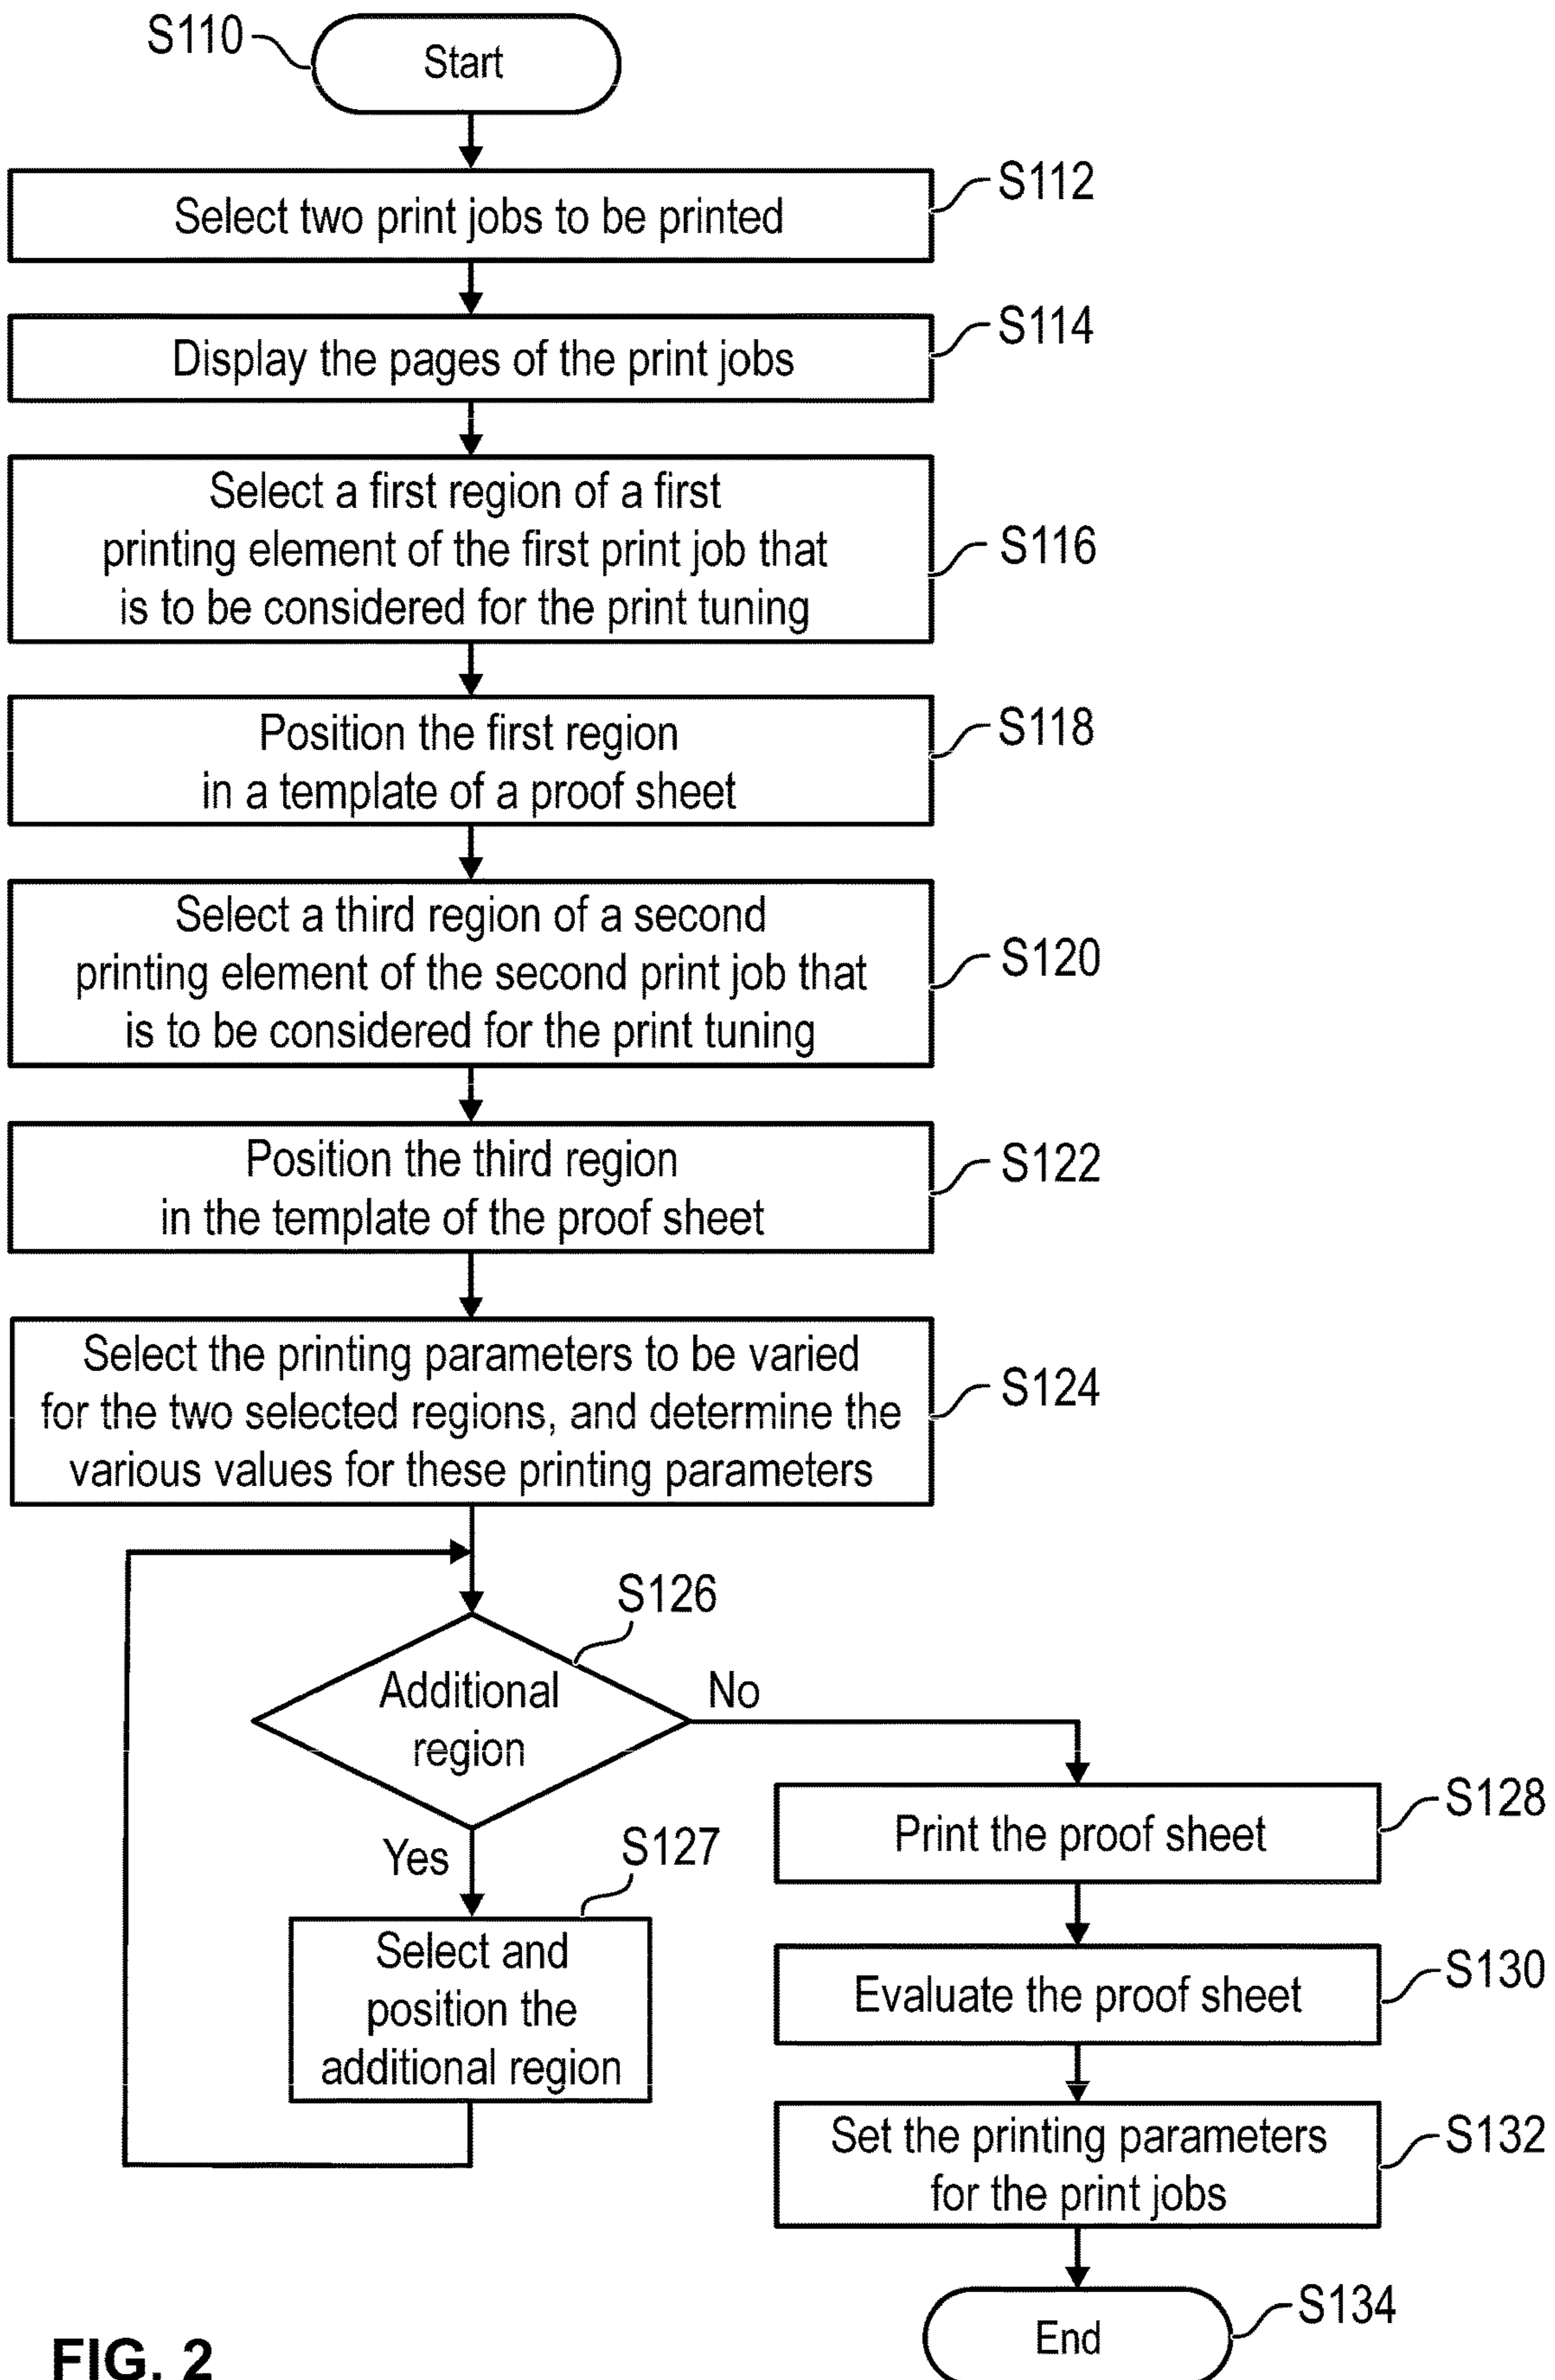 S110
Start
S112
Select two print jobs to be printed
S114
Display the pages of the print jobs
Select a first region of a first
printing element of the first print job that
is to be considered for the print tuning
S116
Position the first region
in a template of a proof sheet
S118
Select a third region of a second
printing element of the second print job that
is to be considered for the print tuning
S120
Position the third region
in the template of the proof sheet
S122
Select the printing parameters to be varied
for the two selected regions, and determine the
various values for these printing parameters
S124
S126
Additional
region
No
Yes
S127
Select and
position the
additional region
S128
Print the proof sheet
S130
Evaluate the proof sheet
S132
Set the printing parameters
for the print jobs
S134
End
FIG. 2